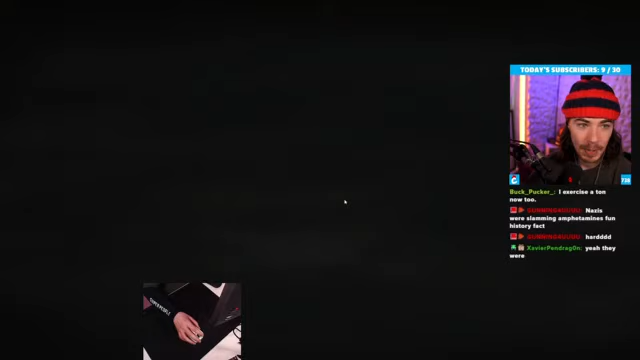 TODAY'S SUBSCRIBERS: 9 / 30
Buck_Pucker_: I exercise a ton
now too.
Nazis
were slamming amphetamines fun
history fact
hardddd
XavierPendrag0n: yeah they
were